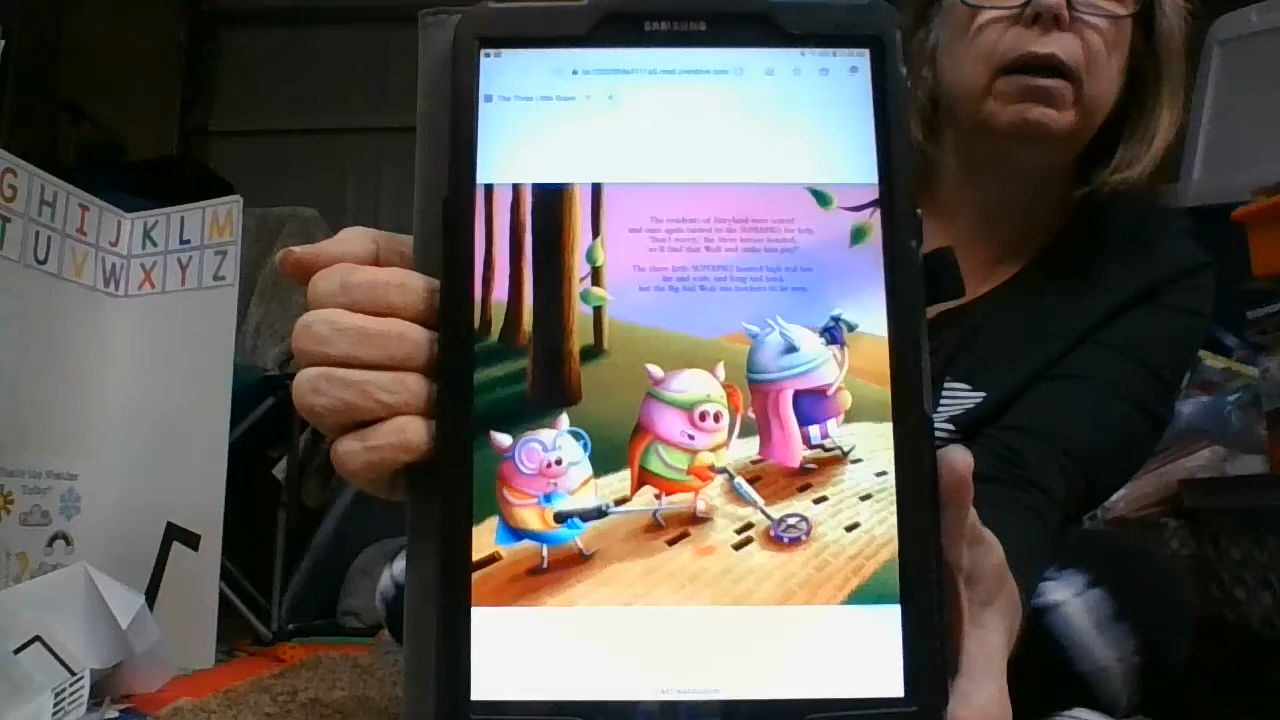 SAMSUNG
The Three Little Super
G H I J K L M
T U V W X Y Z
The residents of Fairyland were scared
and once again turned to the SUPERPIGS for help.
"Don't worry," the three heroes boasted,
we'll find that Wolf and make him pay!"
The three little SUPERPIGS hunted high and low
far and wide, and long and hard,
but the Big Bad Wolf was nowhere to be seen.
Today?